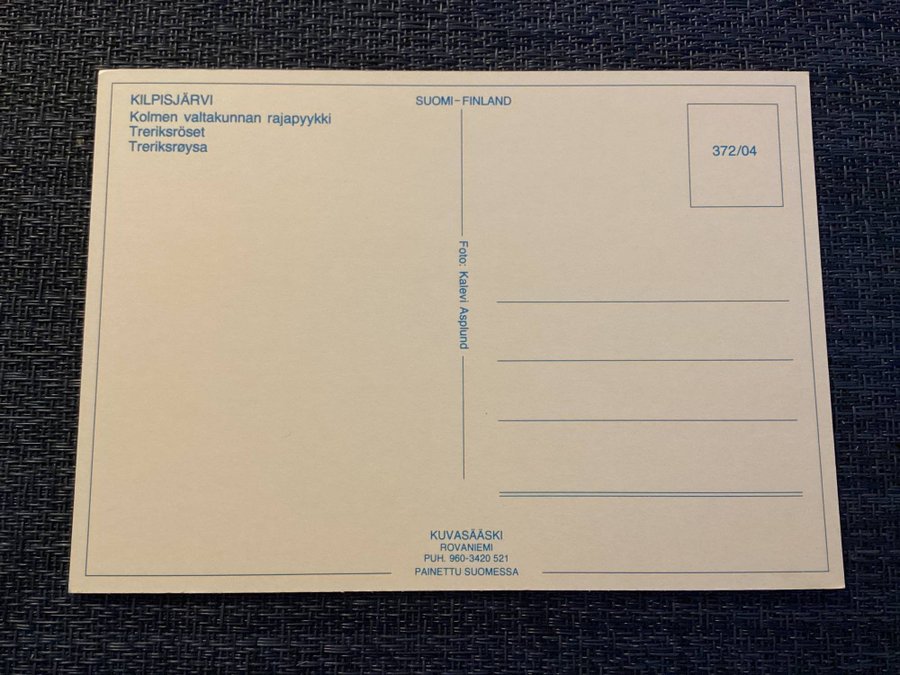 KILPISJÄRVI
Kolmen valtakunnan rajapyykki
Treriksröset
Treriksrøysa
SUOMI-FINLAND
372/04
Foto: Kalevi Asplund
KUVASÄÄSKI
ROVANIEMI
PUH. 960-3420 521
PAINETTU SUOMESSA